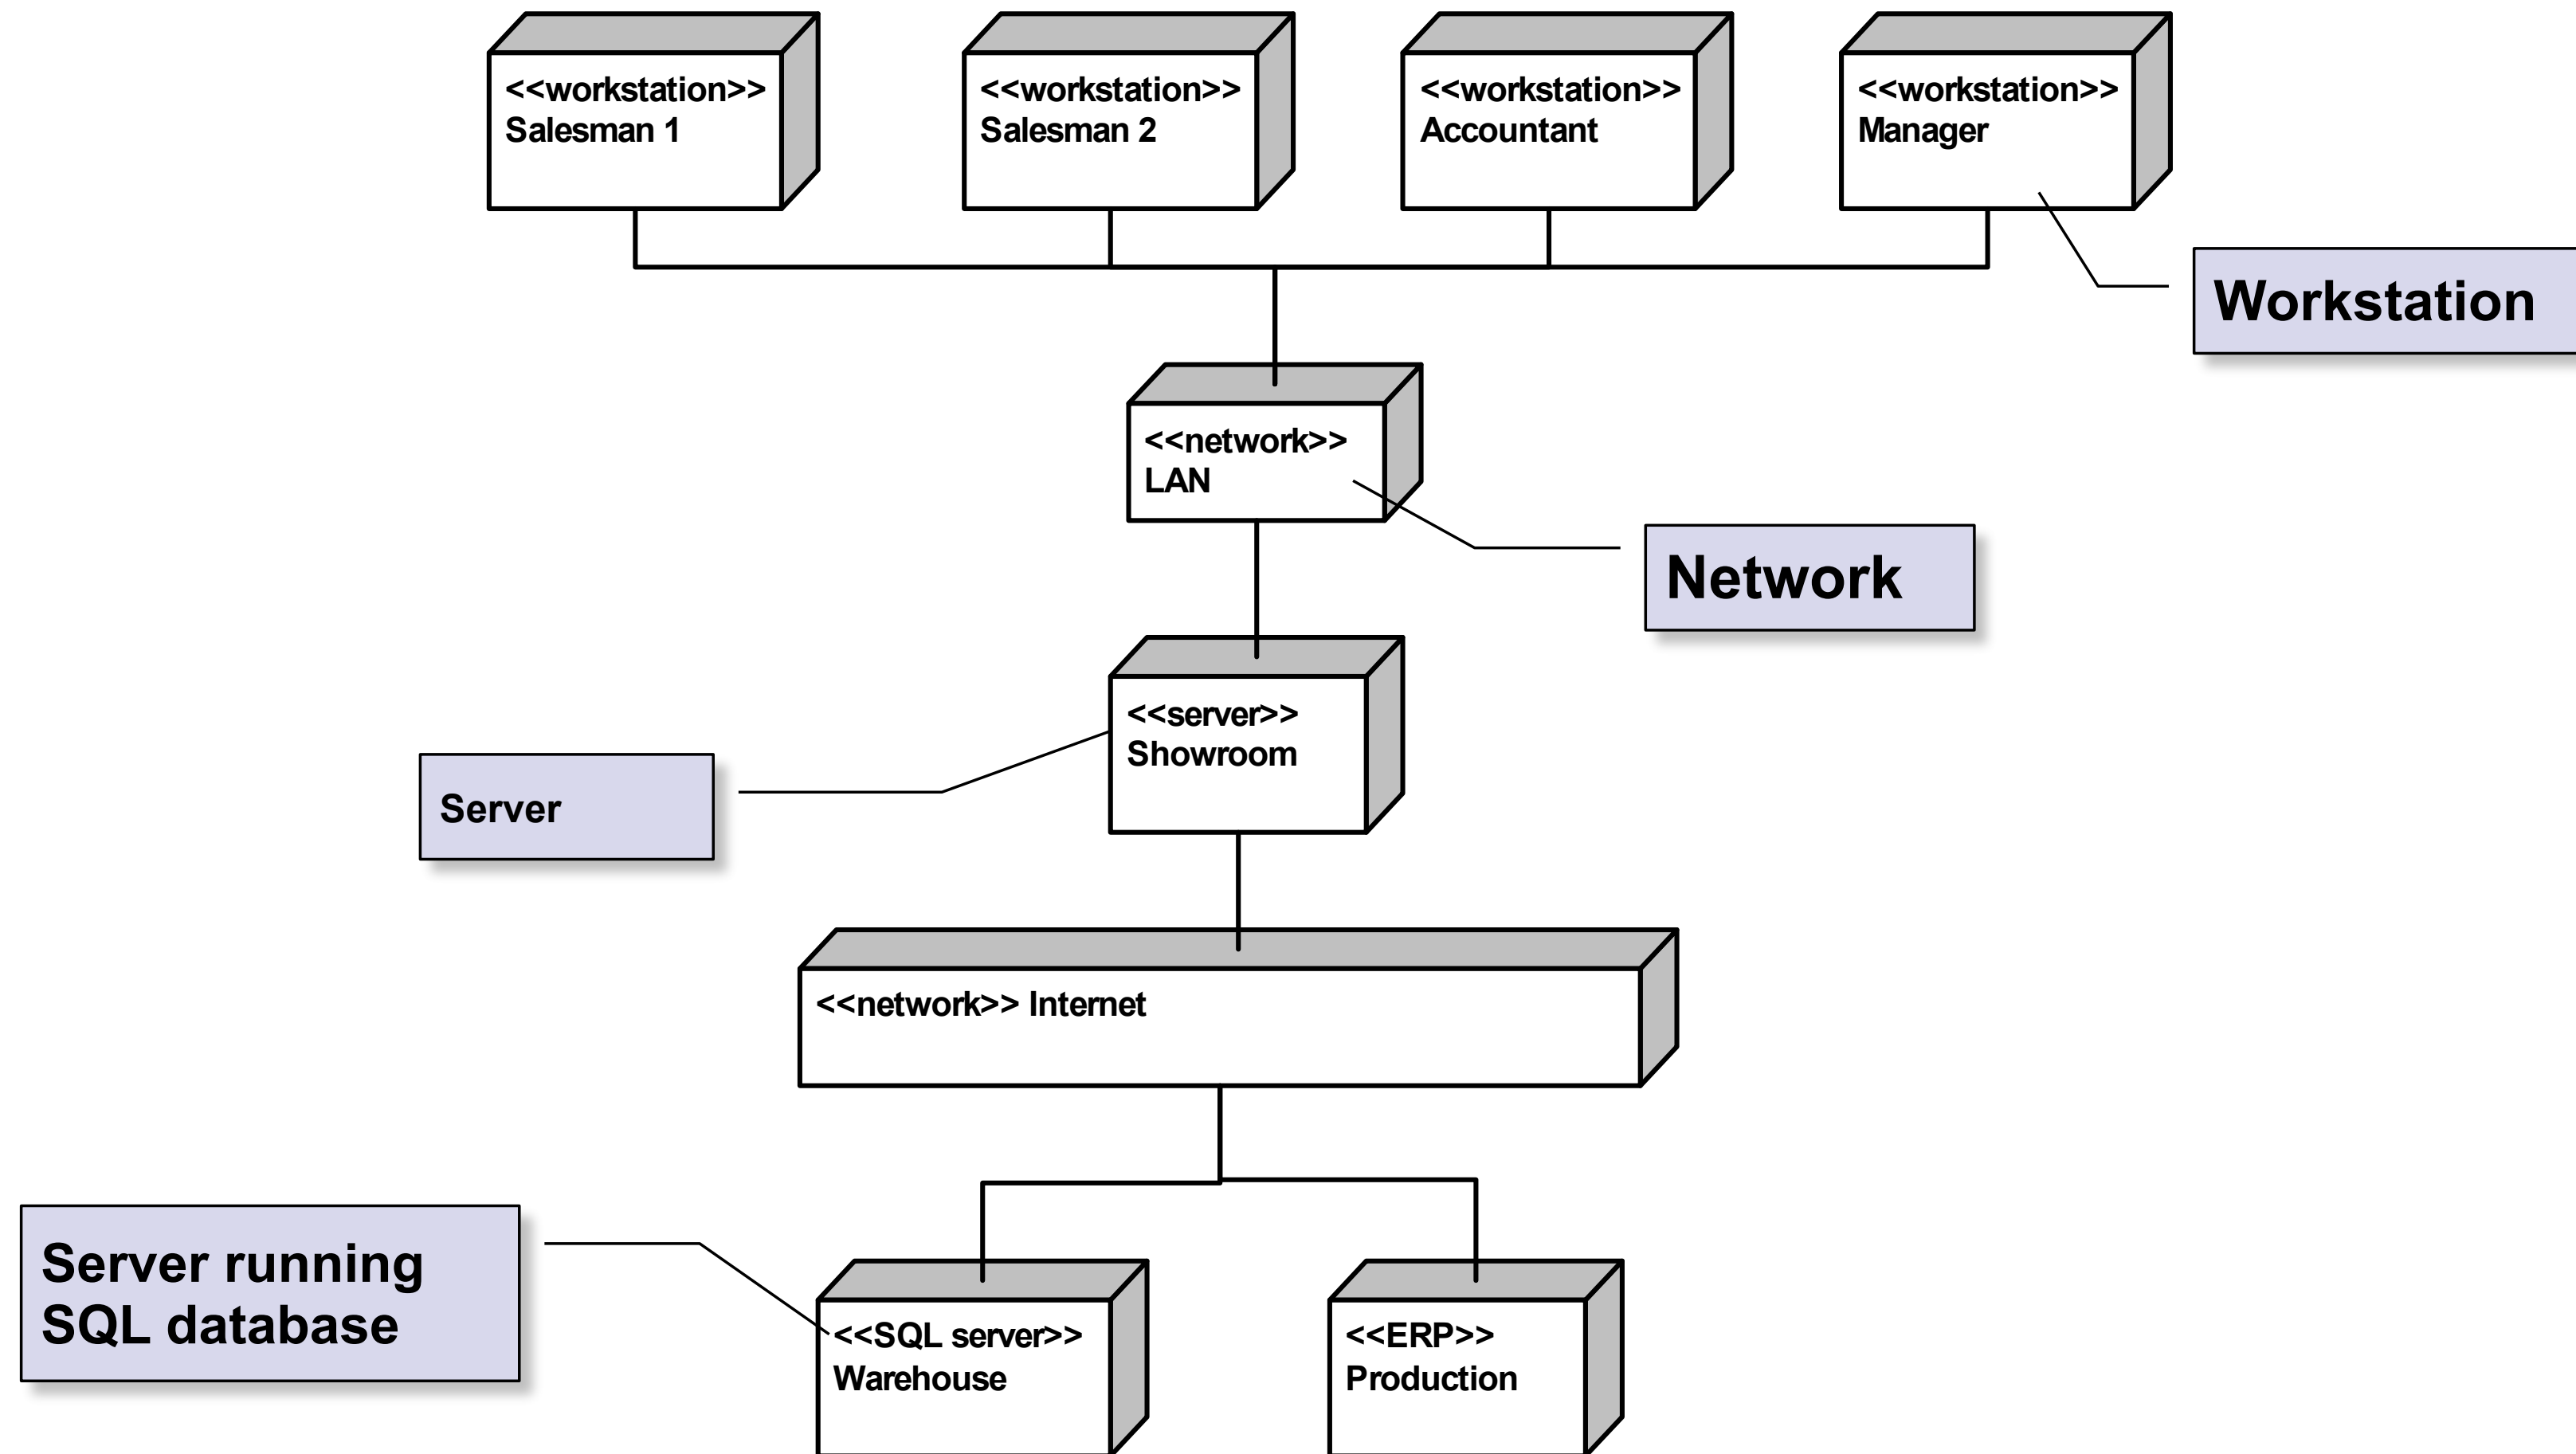 <<workstation>>
Salesman 1
<<workstation>>
Salesman 2
<<workstation>>
Accountant
<<workstation>>
Manager
Workstation
<<network>>
LAN
Network
<<server>>
Showroom
Server
<<network>> Internet
Server running
SQL database
<<SQL server>>
Warehouse
<<ERP>>
Production